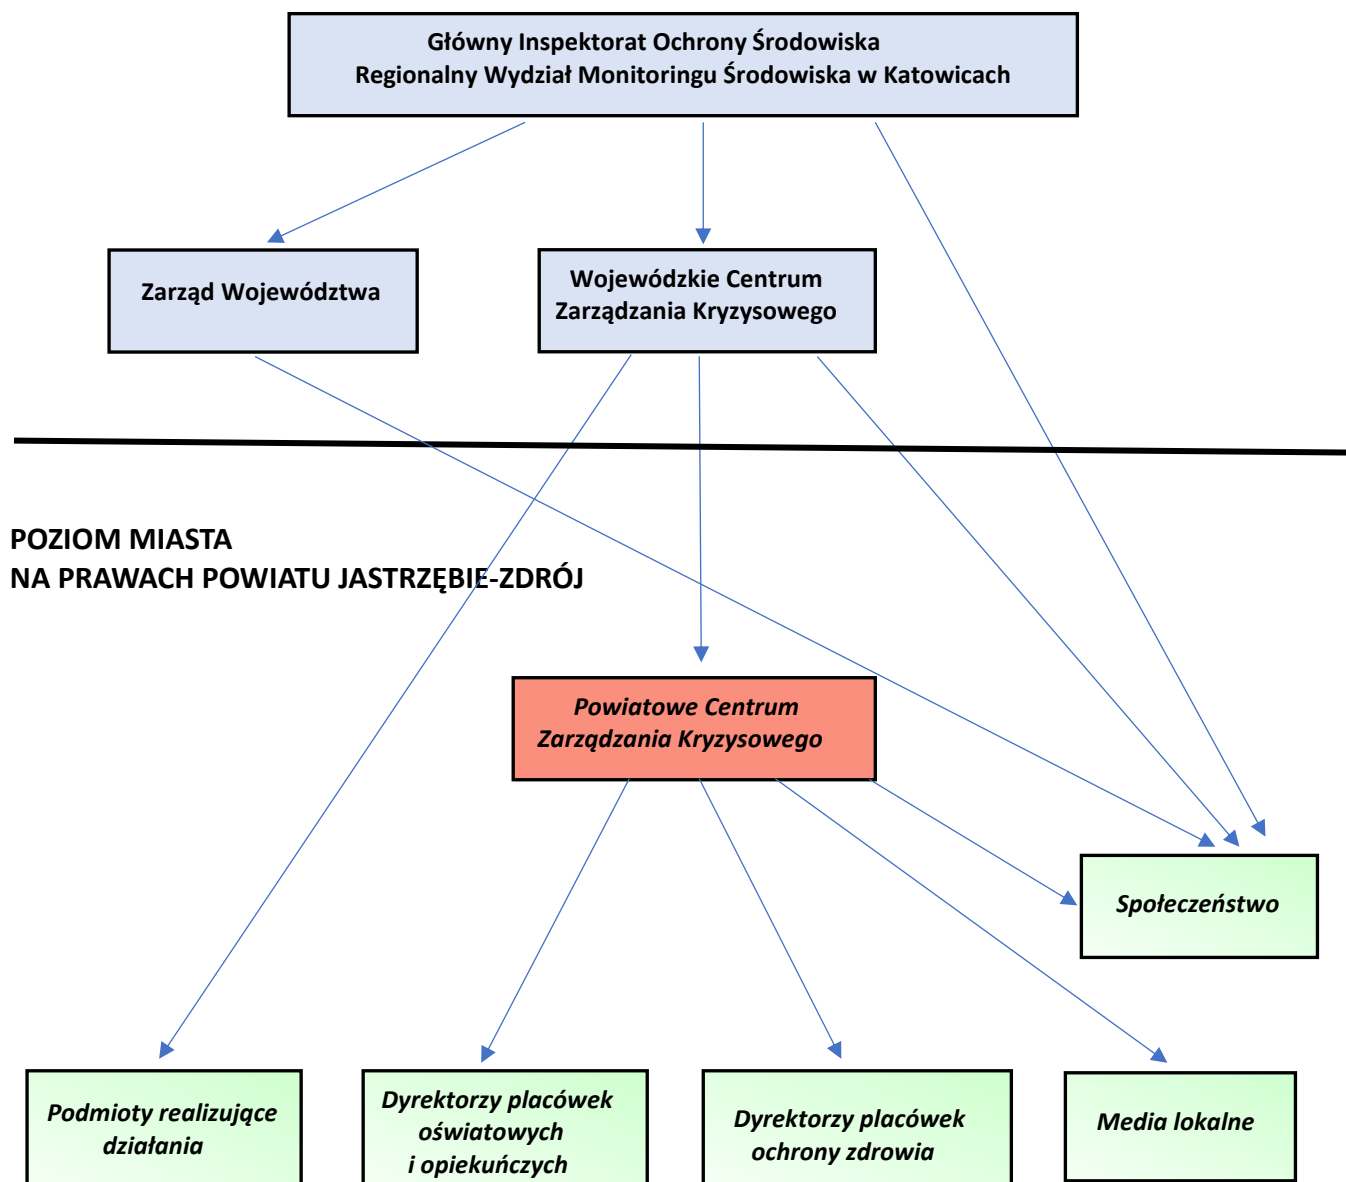 Główny Inspektorat Ochrony Środowiska
Regionalny Wydział Monitoringu Środowiska w Katowicach
Zarząd Województwa
Wojewódzkie Centrum
Zarządzania Kryzysowego
POZIOM MIASTA
NA PRAWACH POWIATU JASTRZĘBIE-ZDRÓJ
Powiatowe Centrum
Zarządzania Kryzysowego
Społeczeństwo
Podmioty realizujące
działania
Dyrektorzy placówek
oświatowych
i opiekuńczych
Dyrektorzy placówek
ochrony zdrowia
Media lokalne